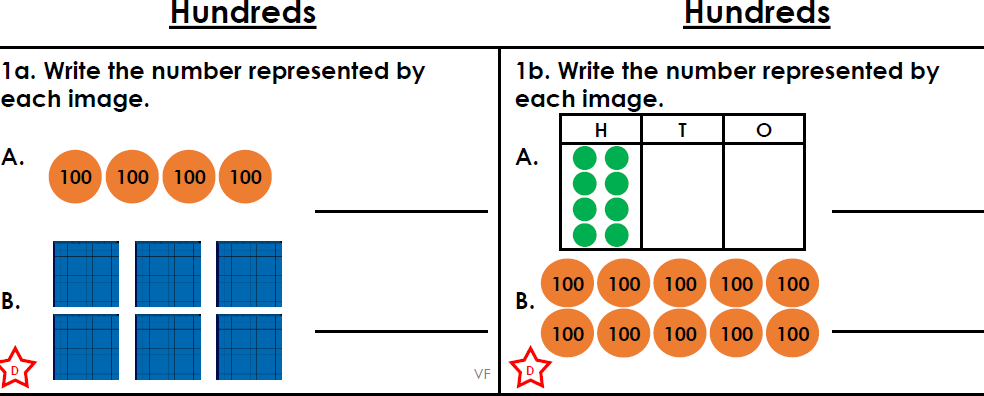 Hundreds
1a. Write the number represented by
each image.
A.
100 100 100 100
B.
D
VF
Hundreds
1b. Write the number represented by
each image.
H T O
A.
B.
100 100 100 100 100
100 100 100 100 100
D